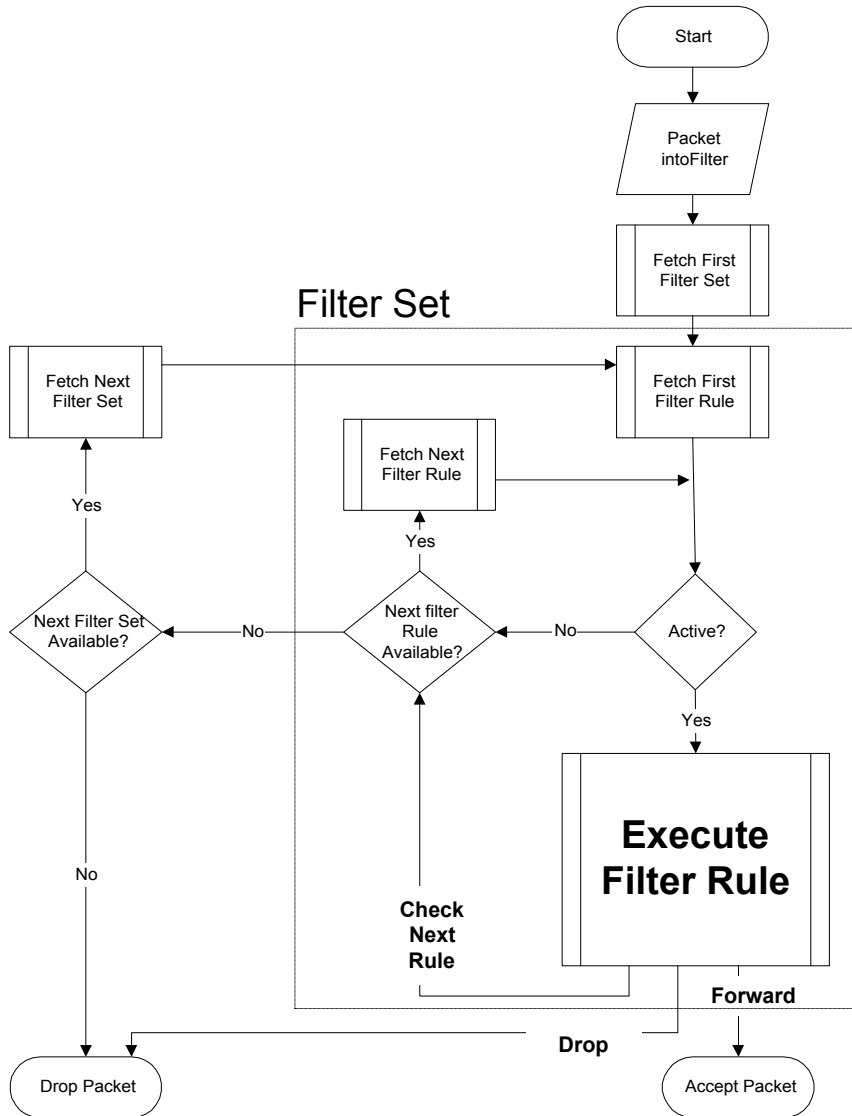 Start
Packet
intoFilter
Fetch First
Filter Set
Filter Set
Fetch Next
Filter Set
Fetch First
Filter Rule
Fetch Next
Filter Rule
Yes
Yes
Next Filter Set
Available?
No
Next filter
Rule
Available?
No
Active?
Yes
Execute
Filter Rule
No
Check
Next
Rule
Forward
Drop
Drop Packet
Accept Packet